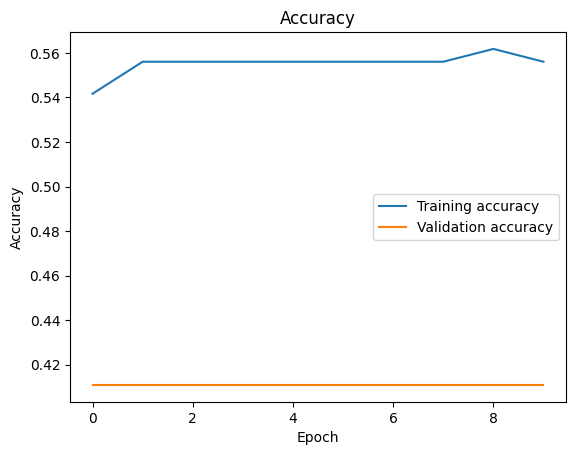 Accuracy
0.56
0.54
0.52
0.50
0.48
0.46
0.44
0.42
Accuracy
Training accuracy
Validation accuracy
0 2 4 6 8
Epoch